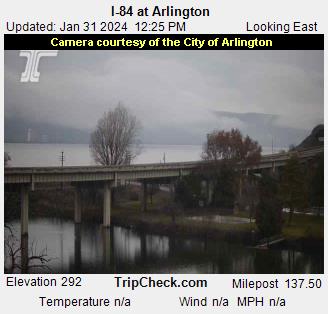 I-84 at Arlington
Updated: Jan 31 2024 12:25 PM Looking East
Camera courtesy of the City of Arlington
Elevation 292 TripCheck.com Milepost 137.50
Temperature n/a Wind n/a MPH n/a